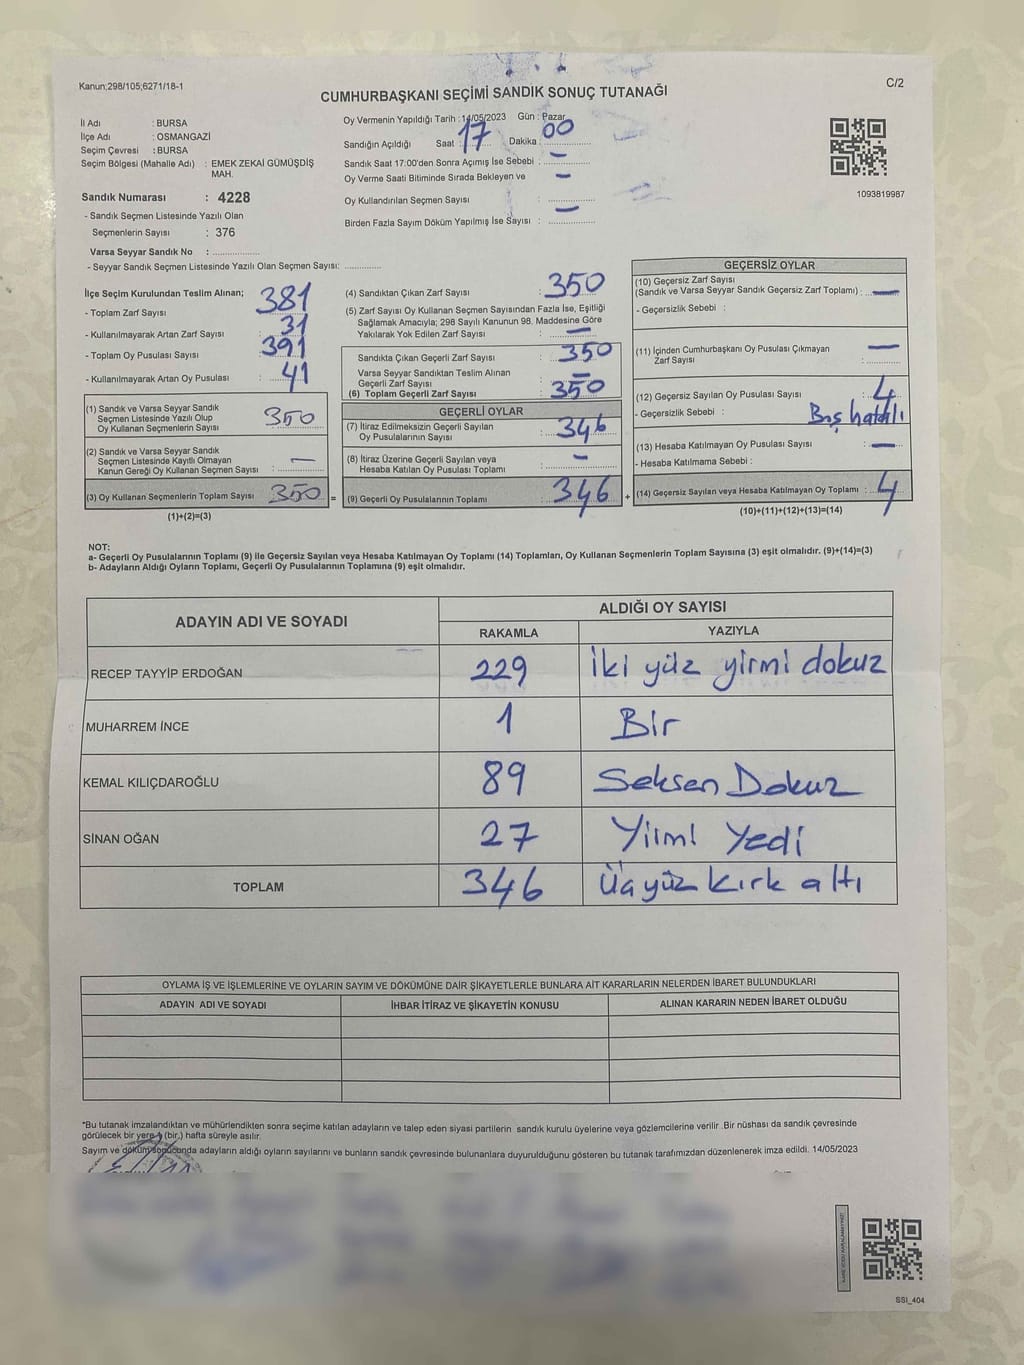 Kanun;298/105;6271/18-1
C/2
CUMHURBAŞKANI SEÇİMİ SANDIK SONUÇ TUTANAĞI
İl Adı : BURSA
İlçe Adı : OSMANGAZİ
Seçim Çevresi : BURSA
Seçim Bölgesi (Mahalle Adı) : EMEK ZEKAİ GÜMÜŞDİŞ
MAH.
Sandık Numarası : 4228
- Sandık Seçmen Listesinde Yazılı Olan
Seçmenlerin Sayısı : 376
Varsa Seyyar Sandık No :
- Seyyar Sandık Seçmen Listesinde Yazılı Olan Seçmen Sayısı:
Oy Vermenin Yapıldığı Tarih : 14/05/2023 Gün : Pazar
Sandığın Açıldığı Saat : 17 Dakika : 00
Sandık Saat 17:00'den Sonra Açımış İse Sebebi : —
Oy Verme Saati Bitiminde Sırada Bekleyen ve —
Oy Kullandırılan Seçmen Sayısı :
Birden Fazla Sayım Döküm Yapılmış İse Sayısı : —
1093819987
İlçe Seçim Kurulundan Teslim Alınan;
- Toplam Zarf Sayısı : 381
- Kullanılmayarak Artan Zarf Sayısı : 31
- Toplam Oy Pusulası Sayısı : 391
- Kullanılmayarak Artan Oy Pusulası : 41
(1) Sandık ve Varsa Seyyar Sandık
Seçmen Listesinde Yazılı Olup
Oy Kullanan Seçmenlerin Sayısı : 350
(2) Sandık ve Varsa Seyyar Sandık
Seçmen Listesinde Kayıtlı Olmayan
Kanun Gereği Oy Kullanan Seçmen Sayısı : —
(3) Oy Kullanan Seçmenlerin Toplam Sayısı : 350
(1)+(2)=(3)
(4) Sandıktan Çıkan Zarf Sayısı : 350
(5) Zarf Sayısı Oy Kullanan Seçmen Sayısından Fazla İse, Eşitliği
Sağlamak Amacıyla; 298 Sayılı Kanunun 98. Maddesine Göre
Yakılarak Yok Edilen Zarf Sayısı : —
Sandıkta Çıkan Geçerli Zarf Sayısı : 350
Varsa Seyyar Sandıktan Teslim Alınan
Geçerli Zarf Sayısı : —
(6) Toplam Geçerli Zarf Sayısı : 350
GEÇERLİ OYLAR
(7) İtiraz Edilmeksizin Geçerli Sayılan
Oy Pusulalarının Sayısı : 346
(8) İtiraz Üzerine Geçerli Sayılan veya
Hesaba Katılan Oy Pusulası Toplamı : —
= (9) Geçerli Oy Pusulalarının Toplamı : 346
GEÇERSİZ OYLAR
(10) Geçersiz Zarf Sayısı
(Sandık ve Varsa Seyyar Sandık Geçersiz Zarf Toplamı) : —
- Geçersizlik Sebebi :
(11) İçinden Cumhurbaşkanı Oy Pusulası Çıkmayan —
Zarf Sayısı :
(12) Geçersiz Sayılan Oy Pusulası Sayısı : 4
- Geçersizlik Sebebi : Boş hatalı
(13) Hesaba Katılmayan Oy Pusulası Sayısı : —
- Hesaba Katılmama Sebebi :
+ (14) Geçersiz Sayılan veya Hesaba Katılmayan Oy Toplamı : 4
(10)+(11)+(12)+(13)=(14)
NOT:
a- Geçerli Oy Pusulalarının Toplamı (9) ile Geçersiz Sayılan veya Hesaba Katılmayan Oy Toplamı (14) Toplamları, Oy Kullanan Seçmenlerin Toplam Sayısına (3) eşit olmalıdır. (9)+(14)=(3)
b- Adayların Aldığı Oyların Toplamı, Geçerli Oy Pusulalarının Toplamına (9) eşit olmalıdır.
ADAYIN ADI VE SOYADI
ALDIĞI OY SAYISI
RAKAMLA YAZIYLA
RECEP TAYYİP ERDOĞAN 229 İki yüz yirmi dokuz
MUHARREM İNCE 1 Bir
KEMAL KILIÇDAROĞLU 89 Seksen Dokuz
SİNAN OĞAN 27 Yirmi Yedi
TOPLAM 346 Üçyüz kırk altı
OYLAMA İŞ VE İŞLEMLERİNE VE OYLARIN SAYIM VE DÖKÜMÜNE DAİR ŞİKAYETLERLE BUNLARA AİT KARARLARIN NELERDEN İBARET BULUNDUKLARI
ADAYIN ADI VE SOYADI İHBAR İTİRAZ VE ŞİKAYETİN KONUSU ALINAN KARARIN NEDEN İBARET OLDUĞU
*Bu tutanak imzalandıktan ve mühürlendikten sonra seçime katılan adayların ve talep eden siyasi partilerin sandık kurulu üyelerine veya gözlemcilerine verilir. Bir nüshası da sandık çevresinde
görülecek bir yere 1 (bir.) hafta süreyle asılır.
Sayım ve döküm sonucunda adayların aldığı oyların sayılarını ve bunların sandık çevresinde bulunanlara duyurulduğunu gösteren bu tutanak tarafımızdan düzenlenerek imza edildi. 14/05/2023
SSI_404